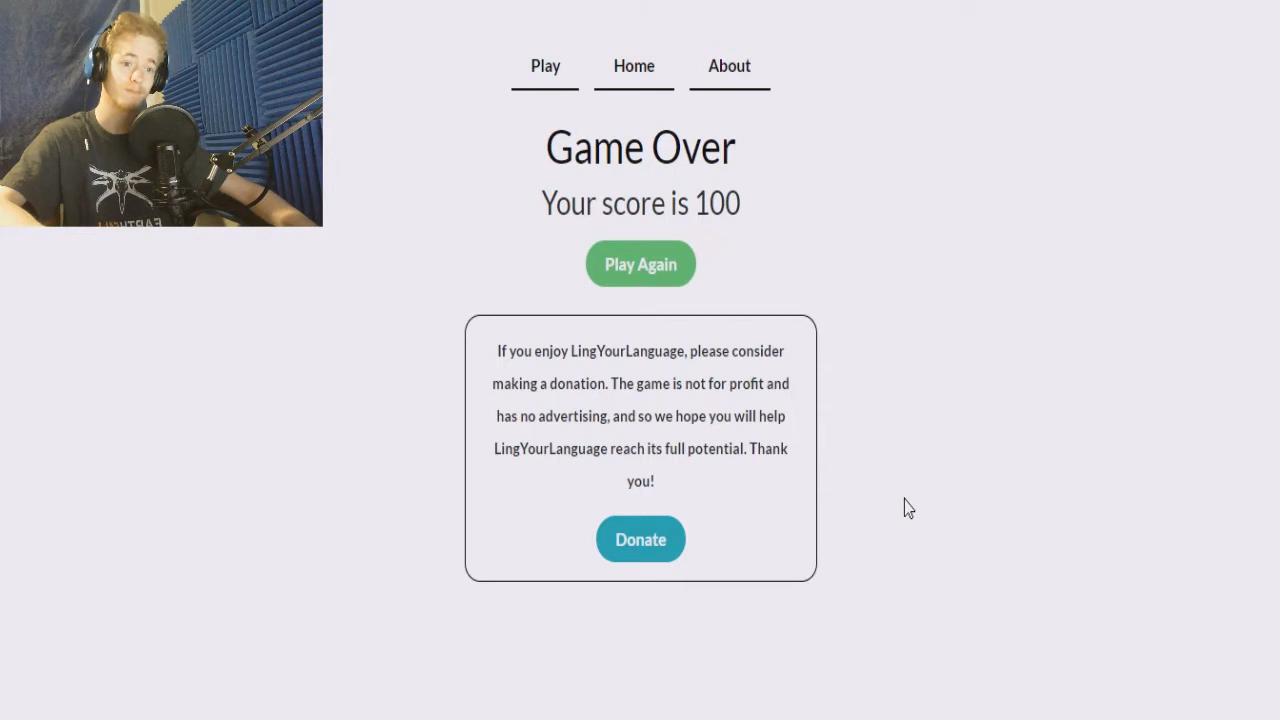 Play
Home
About
Game Over
Your score is 100
Play Again
If you enjoy LingYourLanguage, please consider
making a donation. The game is not for profit and
has no advertising, and so we hope you will help
LingYourLanguage reach its full potential. Thank
you!
Donate